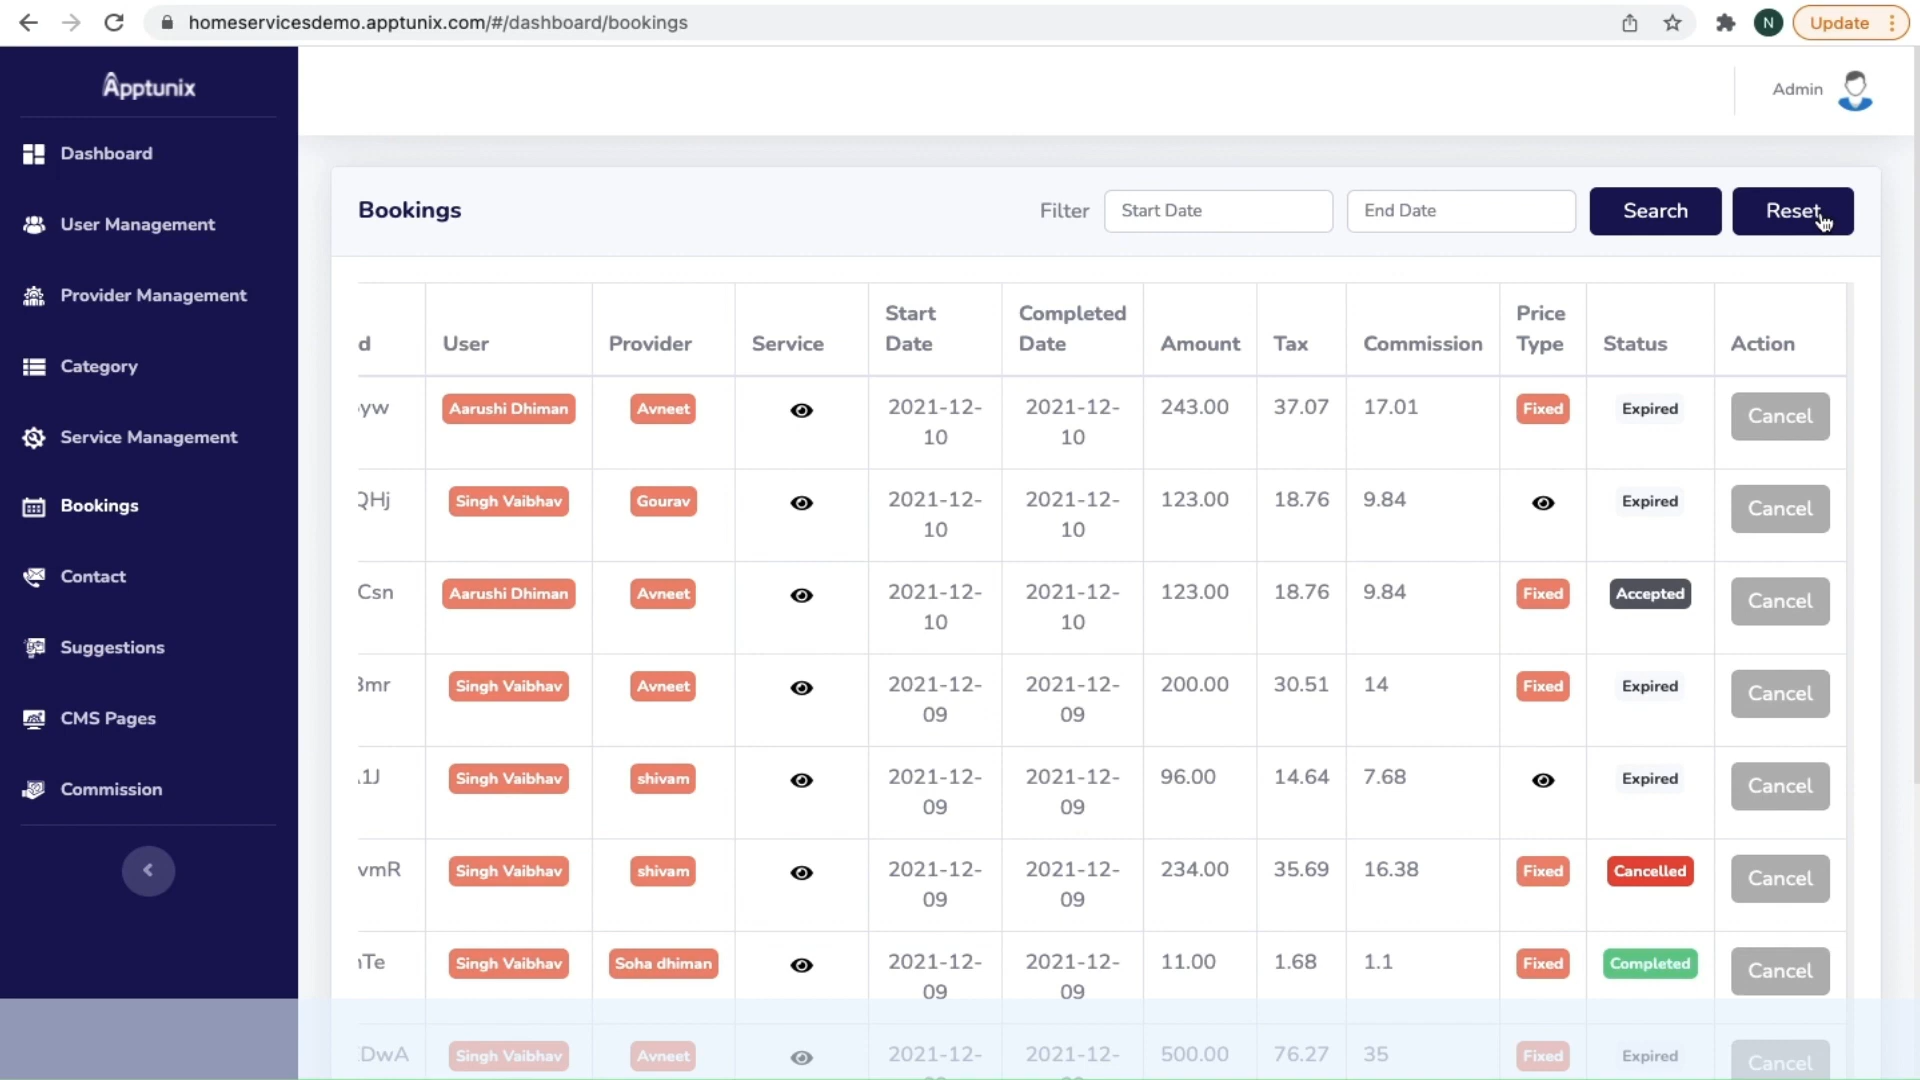 homeservicesdemo.apptunix.com/#/dashboard/bookings
N
Update
Apptunix
Admin
Dashboard
User Management
Provider Management
Category
Service Management
Bookings
Contact
Suggestions
CMS Pages
Commission
Bookings
Filter
Start Date
End Date
Search
Reset
d
User
Provider
Service
Start
Date
Completed
Date
Amount
Tax
Commission
Price
Type
Status
Action
yw
Aarushi Dhiman
Avneet
2021-12-
10
2021-12-
10
243.00
37.07
17.01
Fixed
Expired
Cancel
QHj
Singh Vaibhav
Gourav
2021-12-
10
2021-12-
10
123.00
18.76
9.84
Expired
Cancel
Csn
Aarushi Dhiman
Avneet
2021-12-
10
2021-12-
10
123.00
18.76
9.84
Fixed
Accepted
Cancel
3mr
Singh Vaibhav
Avneet
2021-12-
09
2021-12-
09
200.00
30.51
14
Fixed
Expired
Cancel
1J
Singh Vaibhav
shivam
2021-12-
09
2021-12-
09
96.00
14.64
7.68
Expired
Cancel
vmR
Singh Vaibhav
shivam
2021-12-
09
2021-12-
09
234.00
35.69
16.38
Fixed
Cancelled
Cancel
Te
Singh Vaibhav
Soha dhiman
2021-12-
09
2021-12-
09
11.00
1.68
1.1
Fixed
Completed
Cancel
DwA
Singh Vaibhav
Avneet
2021-12-
2021-12-
500.00
76.27
35
Fixed
Expired
Cancel